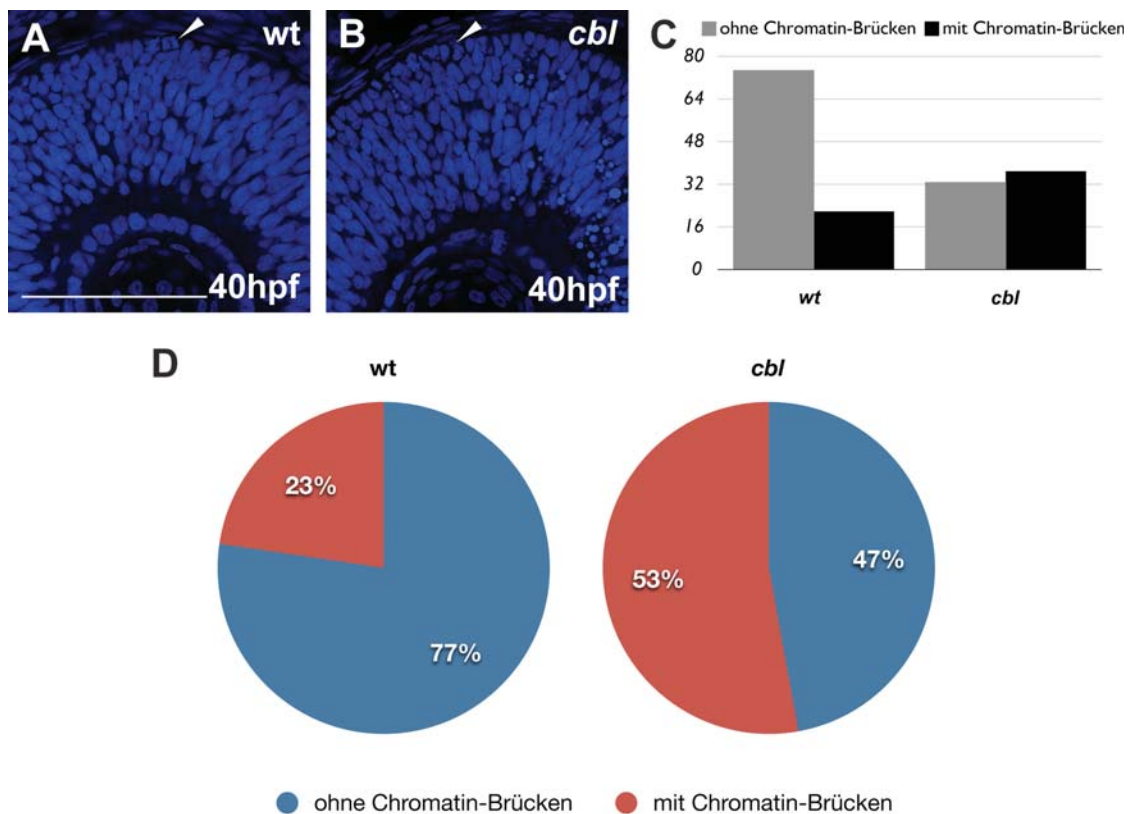 A wt
40hpf
B cbl
40hpf
C
ohne Chromatin-Brücken mit Chromatin-Brücken
80
64
48
32
16
0
wt cbl
D
wt cbl
23%
77%
53%
47%
ohne Chromatin-Brücken mit Chromatin-Brücken